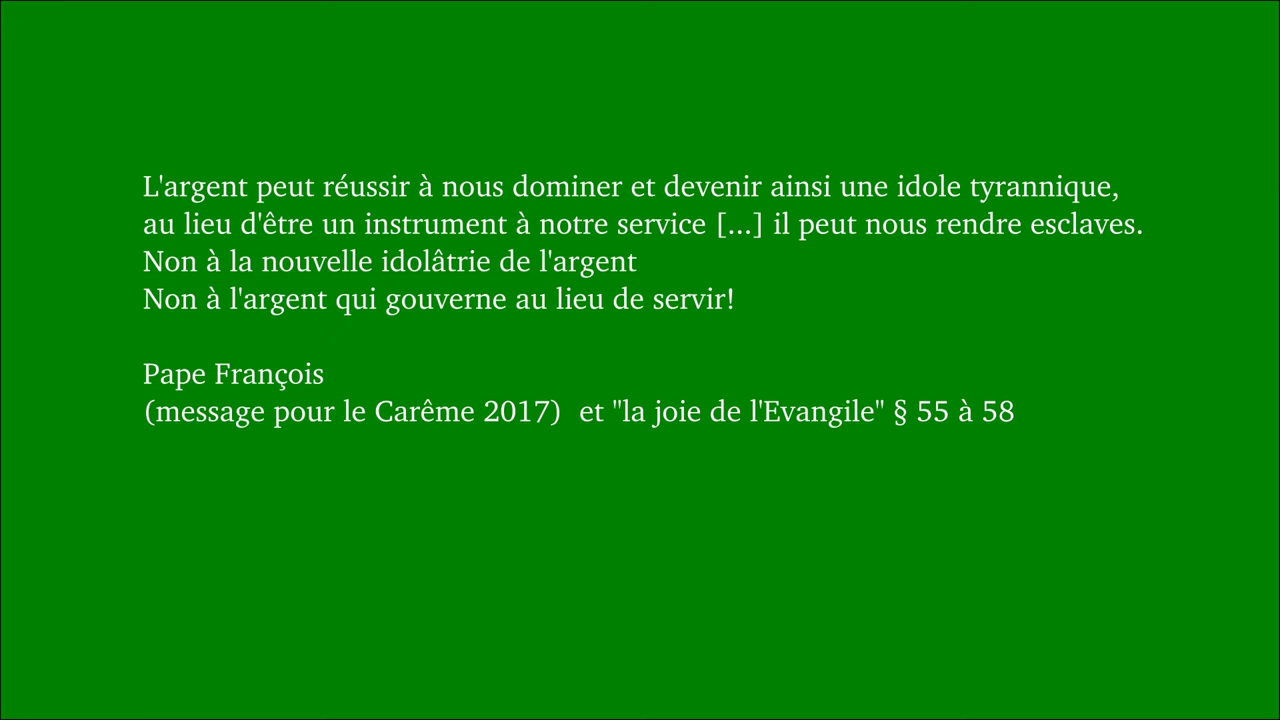 L'argent peut réussir à nous dominer et devenir ainsi une idole tyrannique,
au lieu d'être un instrument à notre service [...] il peut nous rendre esclaves.
Non à la nouvelle idolâtrie de l'argent
Non à l'argent qui gouverne au lieu de servir!
Pape François
(message pour le Carême 2017)  et "la joie de l'Evangile" § 55 à 58